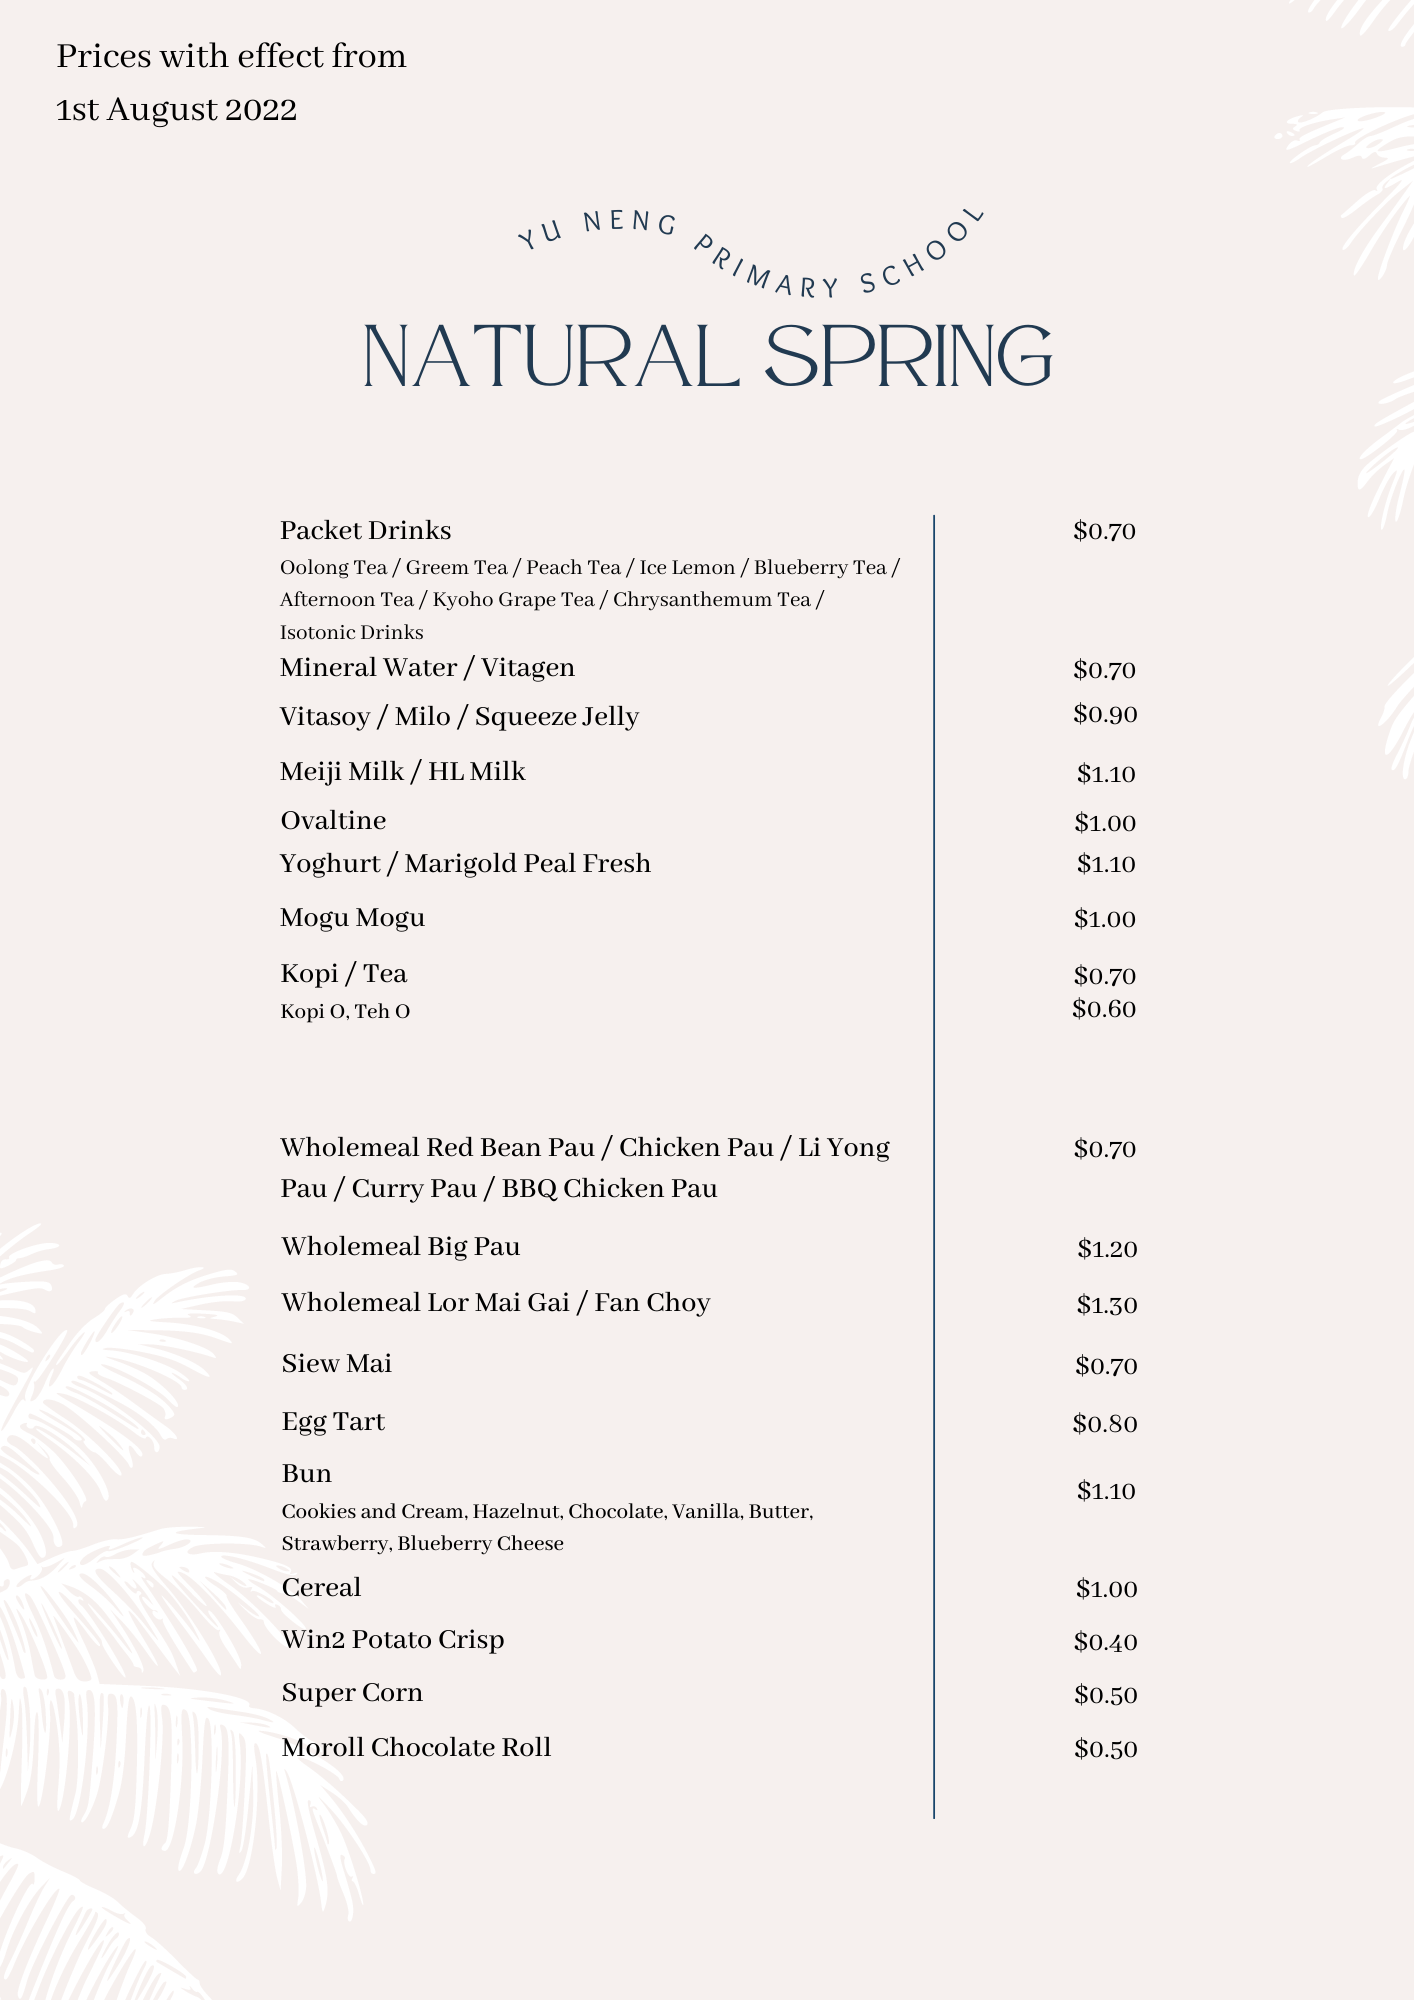 Prices with effect from
1st August 2022
YU NENG PRIMARY SCHOOL
NATURAL SPRING
Packet Drinks $0.70
Oolong Tea / Greem Tea / Peach Tea / Ice Lemon / Blueberry Tea /
Afternoon Tea / Kyoho Grape Tea / Chrysanthemum Tea /
Isotonic Drinks
Mineral Water / Vitagen $0.70
Vitasoy / Milo / Squeeze Jelly $0.90
Meiji Milk / HL Milk $1.10
Ovaltine $1.00
Yoghurt / Marigold Peal Fresh $1.10
Mogu Mogu $1.00
Kopi / Tea $0.70
Kopi O, Teh O $0.60
Wholemeal Red Bean Pau / Chicken Pau / Li Yong $0.70
Pau / Curry Pau / BBQ Chicken Pau
Wholemeal Big Pau $1.20
Wholemeal Lor Mai Gai / Fan Choy $1.30
Siew Mai $0.70
Egg Tart $0.80
Bun $1.10
Cookies and Cream, Hazelnut, Chocolate, Vanilla, Butter,
Strawberry, Blueberry Cheese
Cereal $1.00
Win2 Potato Crisp $0.40
Super Corn $0.50
Moroll Chocolate Roll $0.50